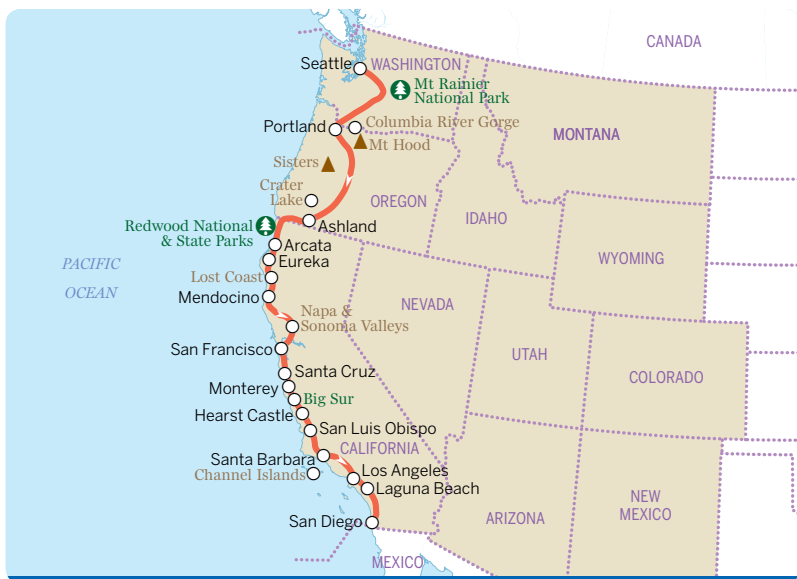 CANADA
Seattle
WASHINGTON
Mt Rainier
National Park
Portland
Columbia River Gorge
Mt Hood
MONTANA
Sisters
Crater
Lake
OREGON
IDAHO
Redwood National
& State Parks
Ashland
Arcata
Eureka
WYOMING
PACIFIC
OCEAN
Lost Coast
Mendocino
Napa &
Sonoma Valleys
NEVADA
San Francisco
UTAH
Santa Cruz
COLORADO
Monterey
Big Sur
Hearst Castle
San Luis Obispo
CALIFORNIA
Santa Barbara
Channel Islands
Los Angeles
Laguna Beach
NEW
MEXICO
San Diego
ARIZONA
MEXICO